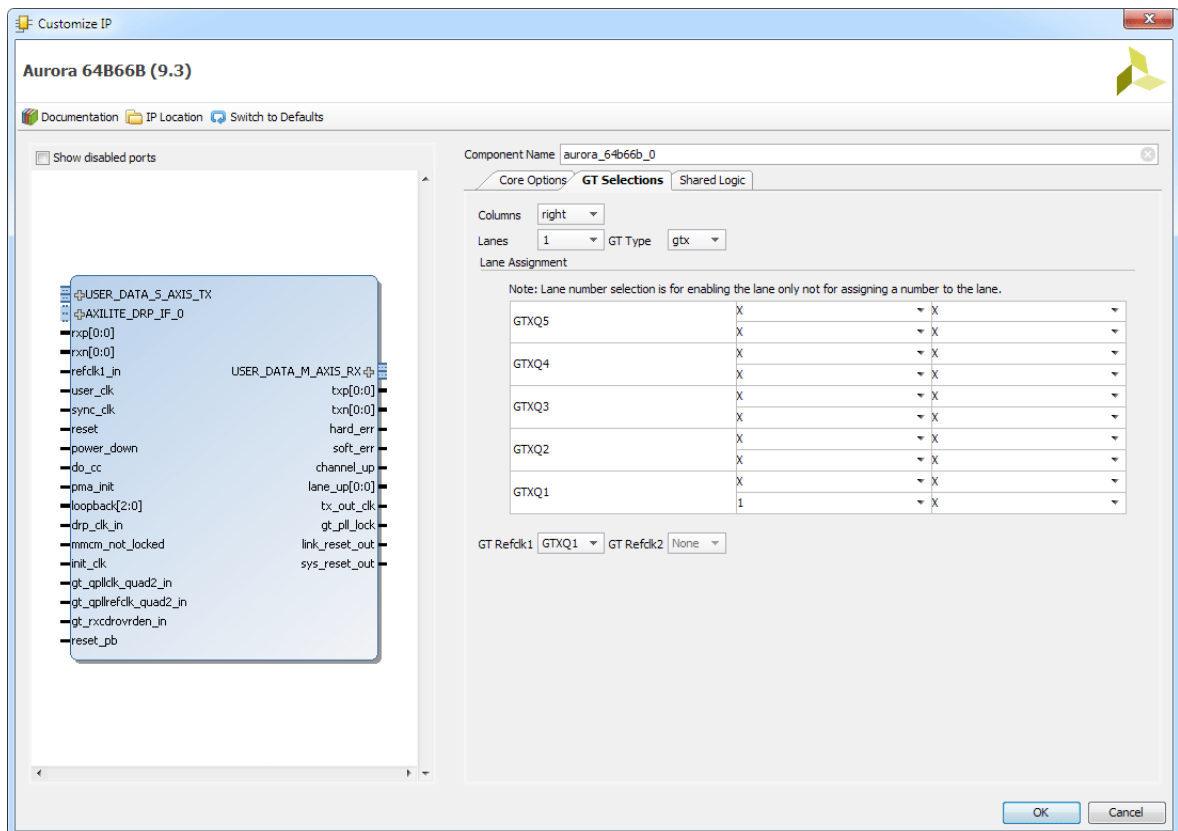 Customize IP
X
Aurora 64B66B (9.3)
Documentation IP Location Switch to Defaults
Show disabled ports
USER_DATA_S_AXIS_TX
AXILITE_DRP_IF_0
rxp[0:0]
rxn[0:0]
refclk1_in
user_clk
sync_clk
reset
power_down
do_cc
pma_init
loopback[2:0]
drp_clk_in
mmcm_not_locked
init_clk
gt_qpllclk_quad2_in
gt_qpllrefclk_quad2_in
gt_rxcdrovrden_in
reset_pb
USER_DATA_M_AXIS_RX
txp[0:0]
txn[0:0]
hard_err
soft_err
channel_up
lane_up[0:0]
tx_out_clk
gt_pll_lock
link_reset_out
sys_reset_out
Component Name aurora_64b66b_0
Core Options GT Selections Shared Logic
Columns right
Lanes 1 GT Type gtx
Lane Assignment
Note: Lane number selection is for enabling the lane only not for assigning a number to the lane.
GTXQ5
X X
X X
GTXQ4
X X
X X
GTXQ3
X X
X X
GTXQ2
X X
X X
GTXQ1
X X
1 X
GT Refclk1 GTXQ1 GT Refclk2 None
OK Cancel